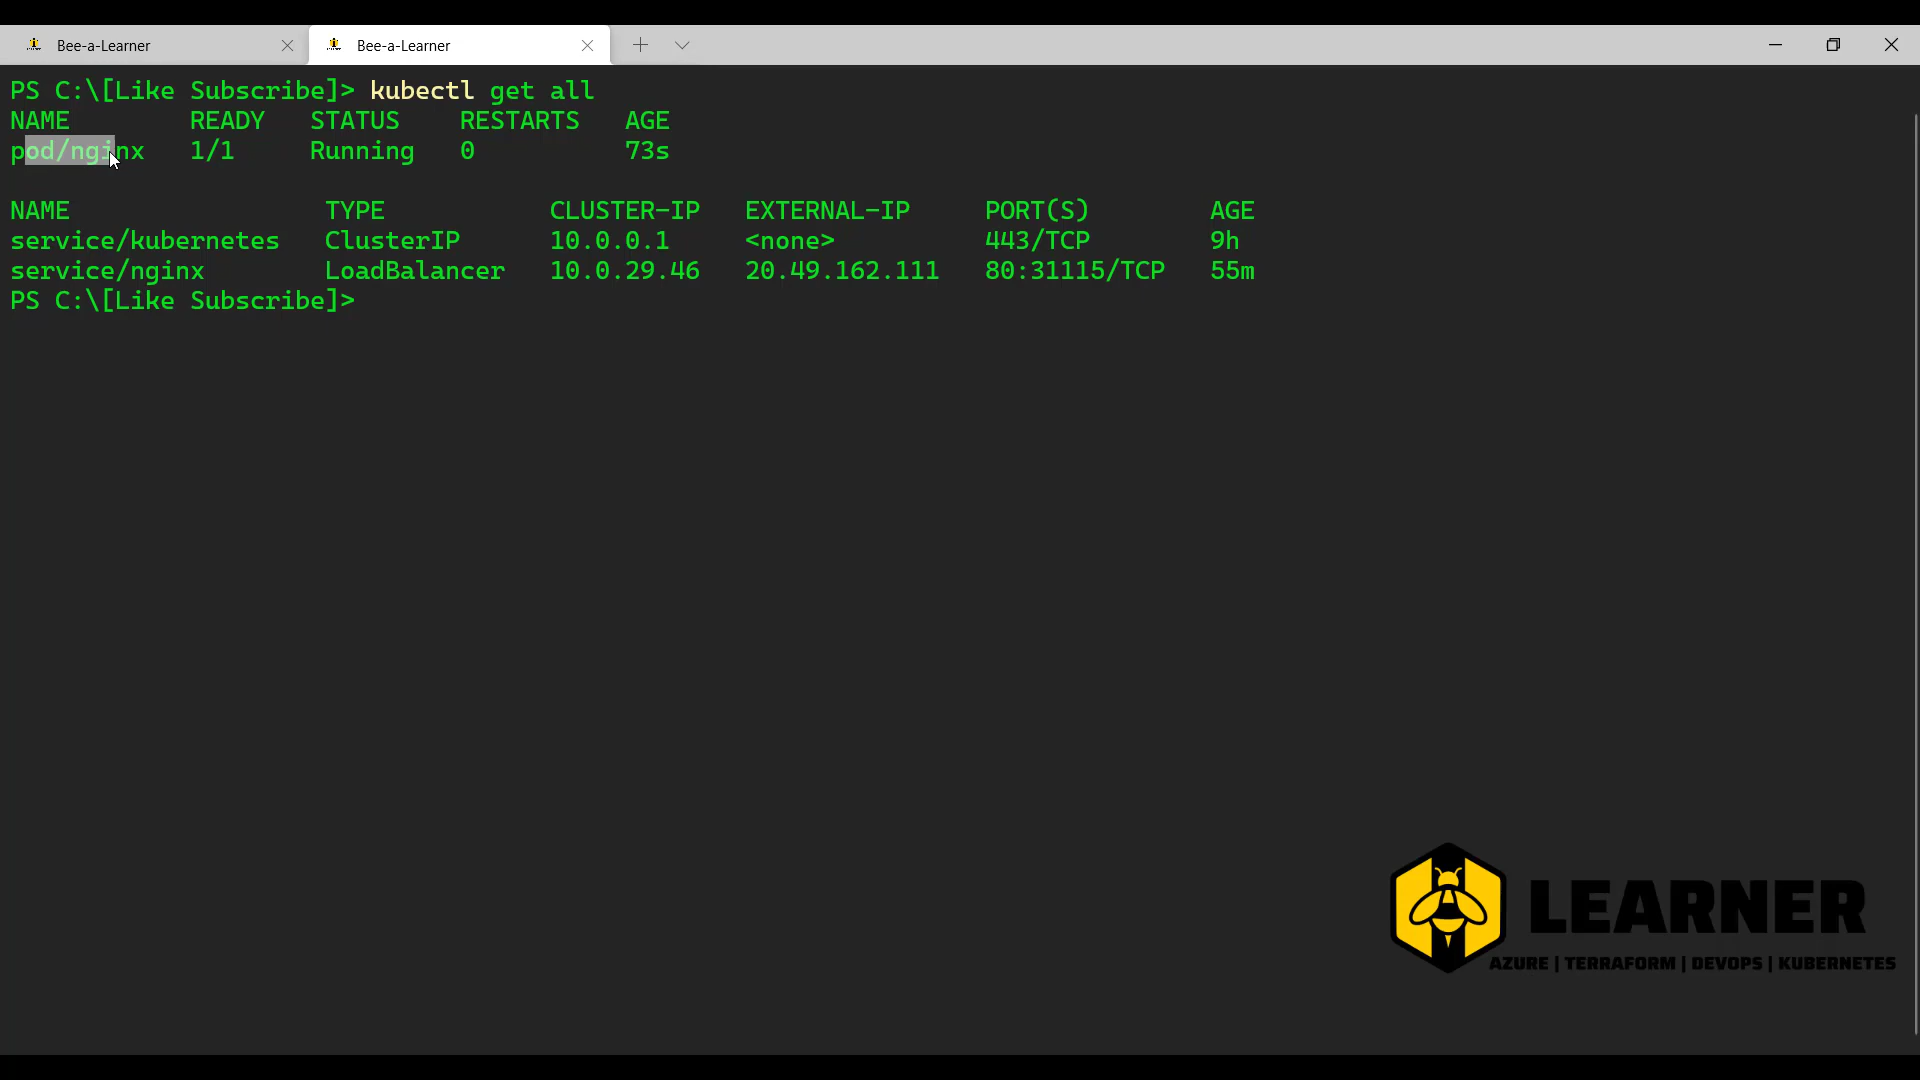 Bee-a-Learner
Bee-a-Learner
PS C:\[Like Subscribe]> kubectl get all
NAME READY STATUS RESTARTS AGE
pod/nginx 1/1 Running 0 73s
NAME TYPE CLUSTER-IP EXTERNAL-IP PORT(S) AGE
service/kubernetes ClusterIP 10.0.0.1 <none> 443/TCP 9h
service/nginx LoadBalancer 10.0.29.46 20.49.162.111 80:31115/TCP 55m
PS C:\[Like Subscribe]>
LEARNER
AZURE | TERRAFORM | DEVOPS | KUBERNETES